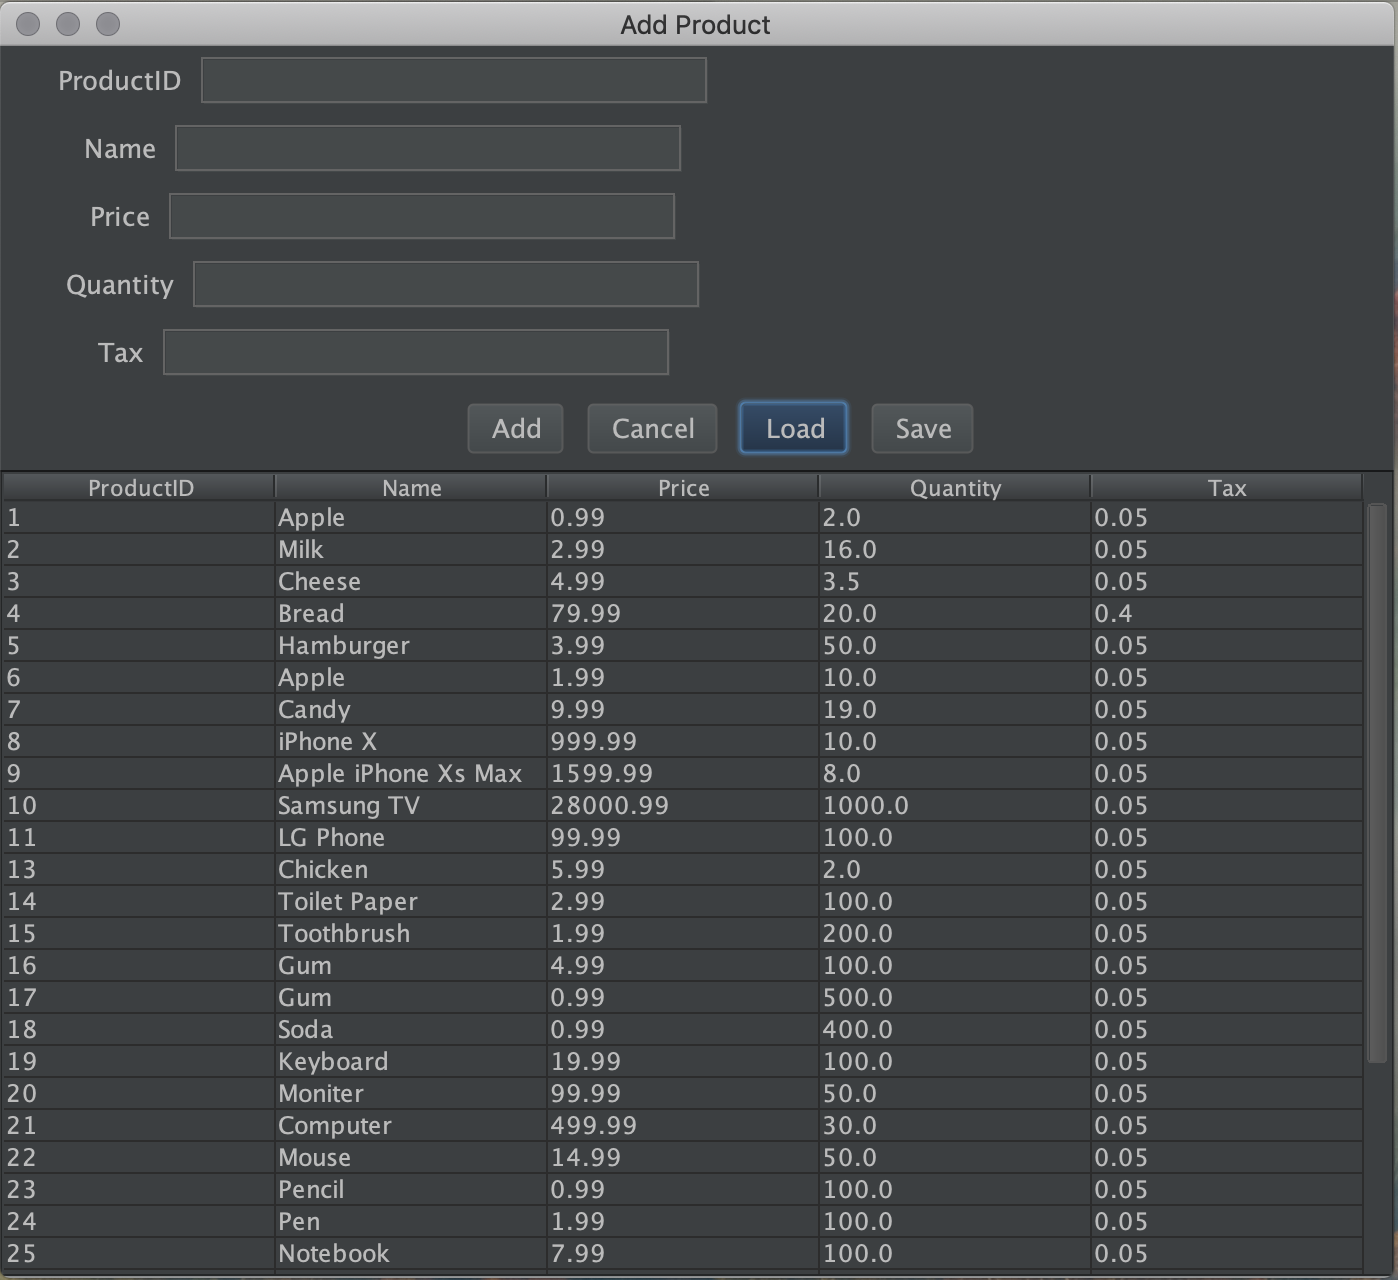 Add Product
ProductID
Name
Price
Quantity
Tax
Add Cancel Load Save
ProductID Name Price Quantity Tax
1 Apple 0.99 2.0 0.05
2 Milk 2.99 16.0 0.05
3 Cheese 4.99 3.5 0.05
4 Bread 79.99 20.0 0.4
5 Hamburger 3.99 50.0 0.05
6 Apple 1.99 10.0 0.05
7 Candy 9.99 19.0 0.05
8 iPhone X 999.99 10.0 0.05
9 Apple iPhone Xs Max 1599.99 8.0 0.05
10 Samsung TV 28000.99 1000.0 0.05
11 LG Phone 99.99 100.0 0.05
13 Chicken 5.99 2.0 0.05
14 Toilet Paper 2.99 100.0 0.05
15 Toothbrush 1.99 200.0 0.05
16 Gum 4.99 100.0 0.05
17 Gum 0.99 500.0 0.05
18 Soda 0.99 400.0 0.05
19 Keyboard 19.99 100.0 0.05
20 Moniter 99.99 50.0 0.05
21 Computer 499.99 30.0 0.05
22 Mouse 14.99 50.0 0.05
23 Pencil 0.99 100.0 0.05
24 Pen 1.99 100.0 0.05
25 Notebook 7.99 100.0 0.05